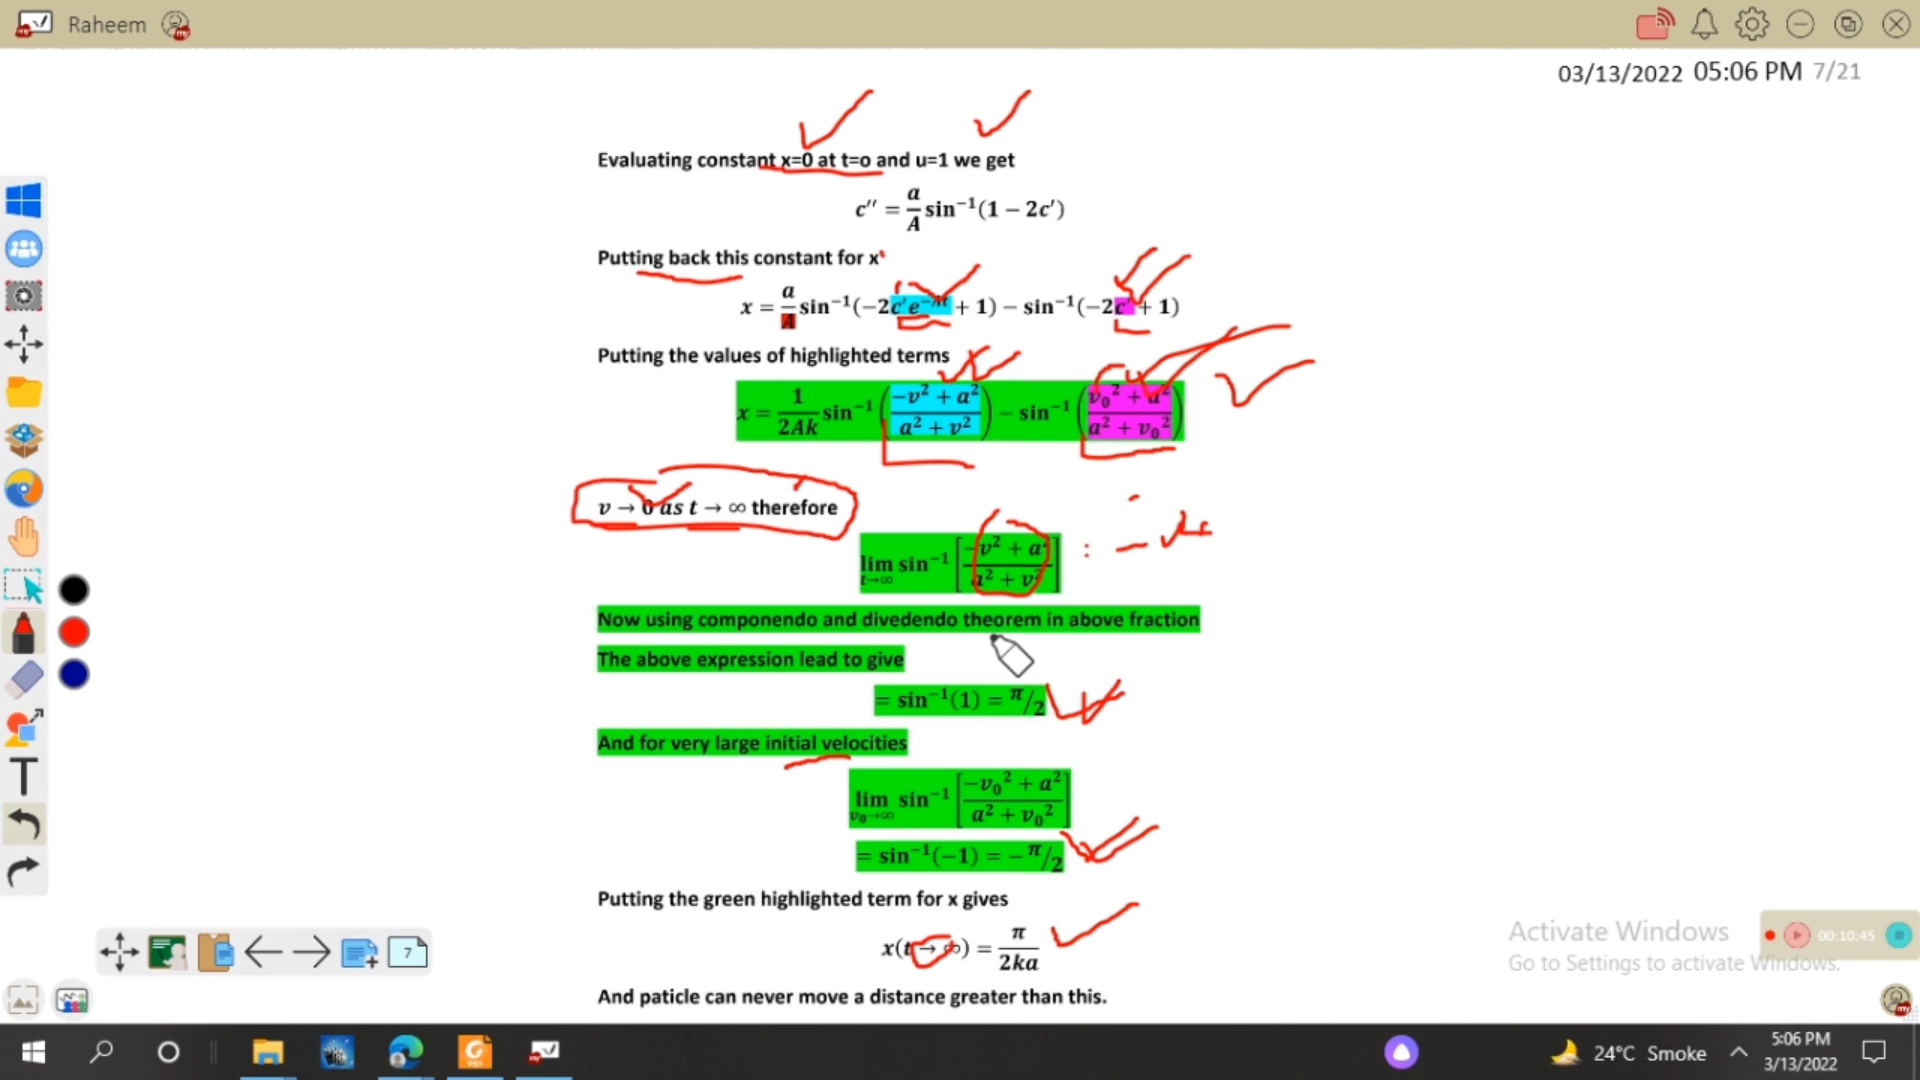 Raheem
03/13/2022 05:06 PM 7/21
Evaluating constant x=0 at t=o and u=1 we get
c″ = a/A sin⁻¹(1 − 2c′)
Putting back this constant for x
x = a/A sin⁻¹(−2c′e⁻ᴬᵗ + 1) − sin⁻¹(−2c′ + 1)
Putting the values of highlighted terms
x = 1/2Ak sin⁻¹ (−v² + a² / a² + v²) − sin⁻¹ (v₀² + a² / a² + v₀²)
v → 0 as t → ∞ therefore
lim t→∞ sin⁻¹ [−v² + a² / a² + v²]
Now using componendo and divedendo theorem in above fraction
The above expression lead to give
= sin⁻¹(1) = π/2
And for very large initial velocities
lim v₀→∞ sin⁻¹ [−v₀² + a² / a² + v₀²]
= sin⁻¹(−1) = − π/2
Putting the green highlighted term for x gives
x(t → ∞) = π/2ka
And paticle can never move a distance greater than this.
Activate Windows
Go to Settings to activate Windows.
00:10:45
T
7
24°C Smoke
5:06 PM
3/13/2022